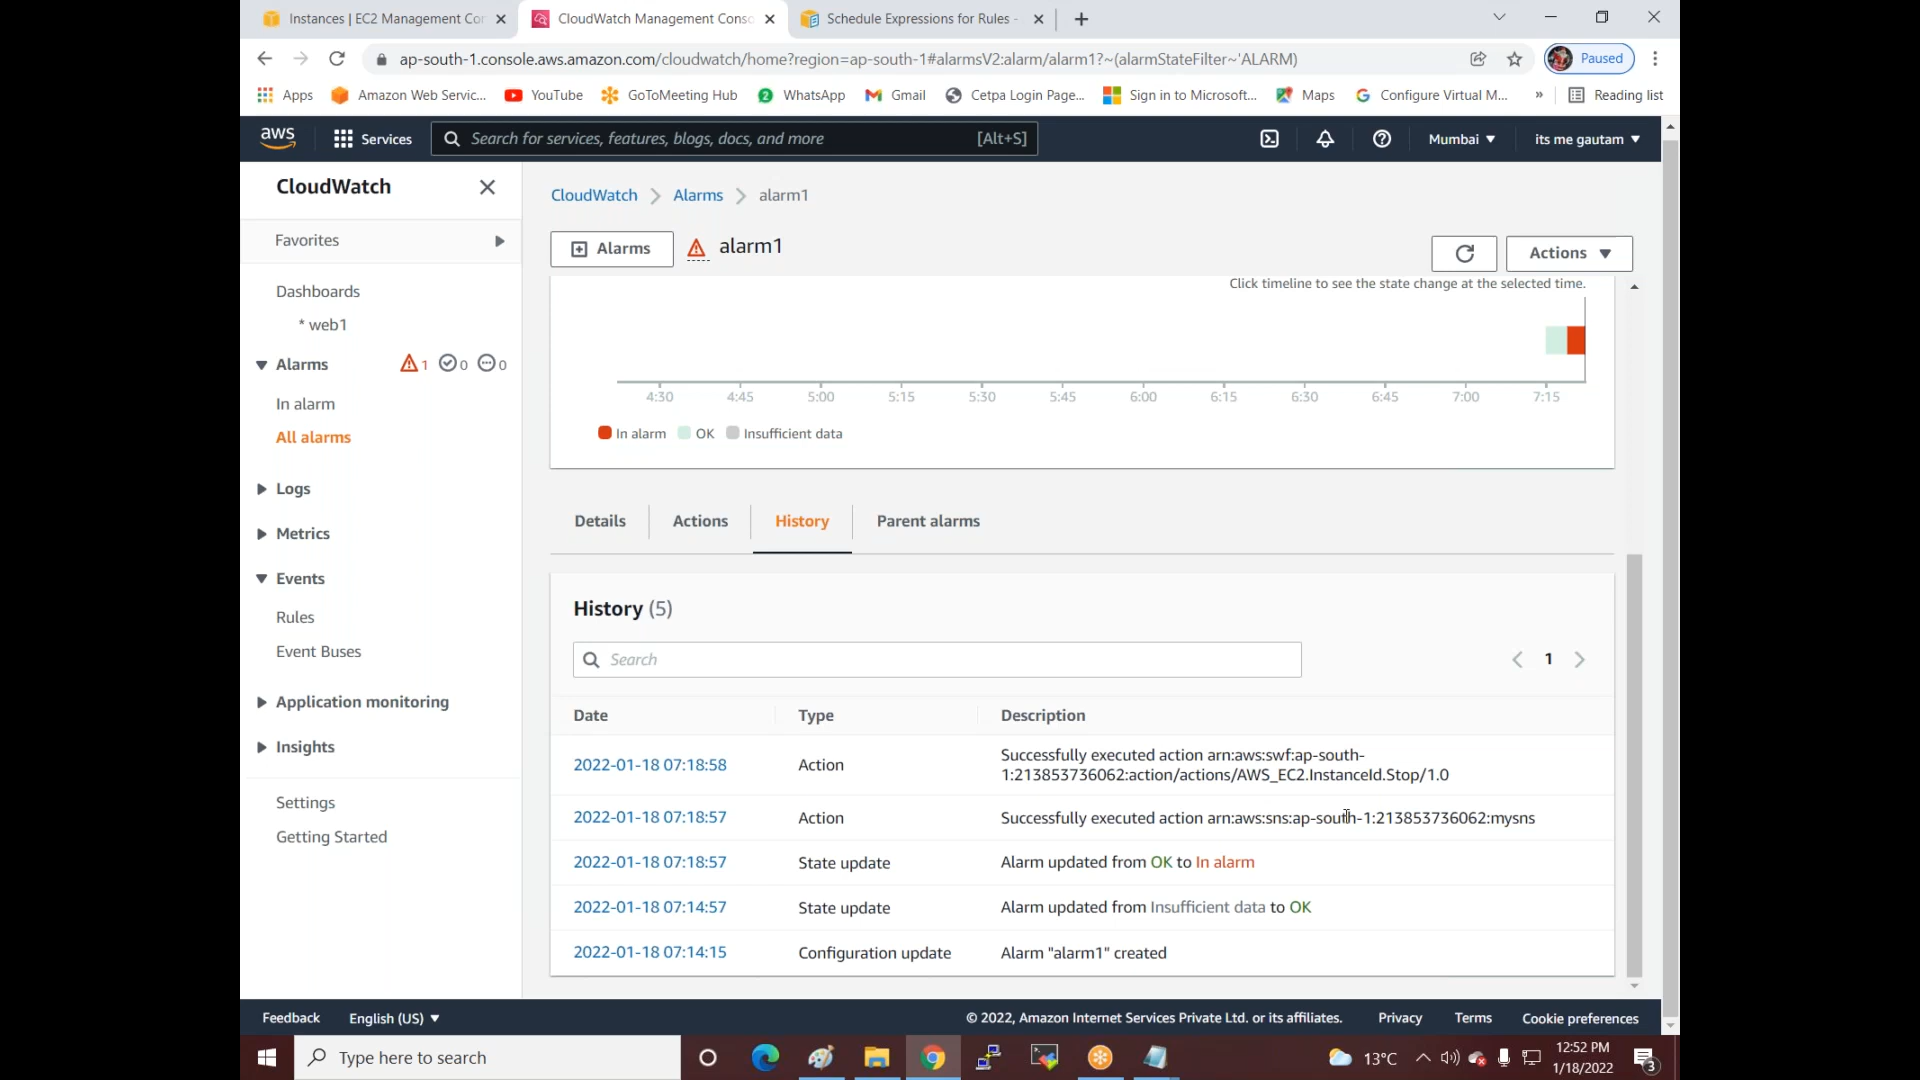 Instances | EC2 Management Cor
CloudWatch Management Conso
Schedule Expressions for Rules -
ap-south-1.console.aws.amazon.com/cloudwatch/home?region=ap-south-1#alarmsV2:alarm/alarm1?~(alarmStateFilter~'ALARM)
Paused
Apps
Amazon Web Servic...
YouTube
GoToMeeting Hub
2
WhatsApp
Gmail
Cetpa Login Page...
Sign in to Microsoft...
Maps
Configure Virtual M...
»
Reading list
aws
Services
Search for services, features, blogs, docs, and more
[Alt+S]
Mumbai
its me gautam
CloudWatch
Favorites
Dashboards
* web1
Alarms
1
0
0
In alarm
All alarms
Logs
Metrics
Events
Rules
Event Buses
Application monitoring
Insights
Settings
Getting Started
CloudWatch
Alarms
alarm1
Alarms
alarm1
Actions
Click timeline to see the state change at the selected time.
4:30 4:45 5:00 5:15 5:30 5:45 6:00 6:15 6:30 6:45 7:00 7:15
In alarm OK Insufficient data
Details
Actions
History
Parent alarms
History (5)
Search
1
Date Type Description
2022-01-18 07:18:58 Action Successfully executed action arn:aws:swf:ap-south-
1:213853736062:action/actions/AWS_EC2.InstanceId.Stop/1.0
2022-01-18 07:18:57 Action Successfully executed action arn:aws:sns:ap-south-1:213853736062:mysns
2022-01-18 07:18:57 State update Alarm updated from OK to In alarm
2022-01-18 07:14:57 State update Alarm updated from Insufficient data to OK
2022-01-18 07:14:15 Configuration update Alarm "alarm1" created
Feedback
English (US)
© 2022, Amazon Internet Services Private Ltd. or its affiliates.
Privacy
Terms
Cookie preferences
Type here to search
13°C
12:52 PM
1/18/2022
3